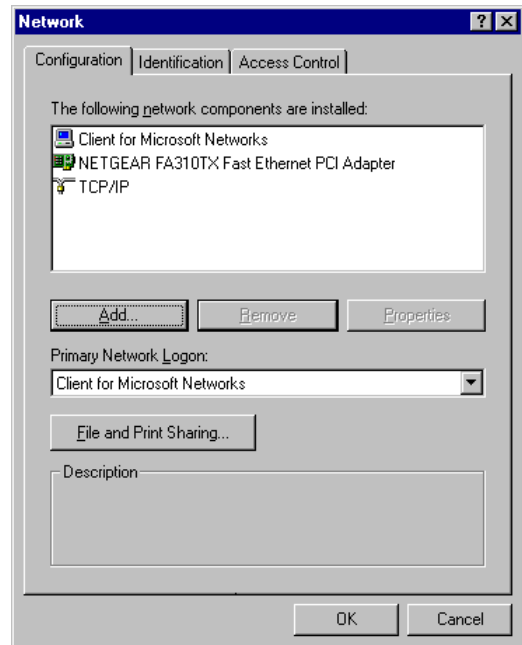 Network
Configuration Identification Access Control
The following network components are installed:
Client for Microsoft Networks
NETGEAR FA310TX Fast Ethernet PCI Adapter
TCP/IP
Add... Remove Properties
Primary Network Logon:
Client for Microsoft Networks
File and Print Sharing...
Description
OK Cancel